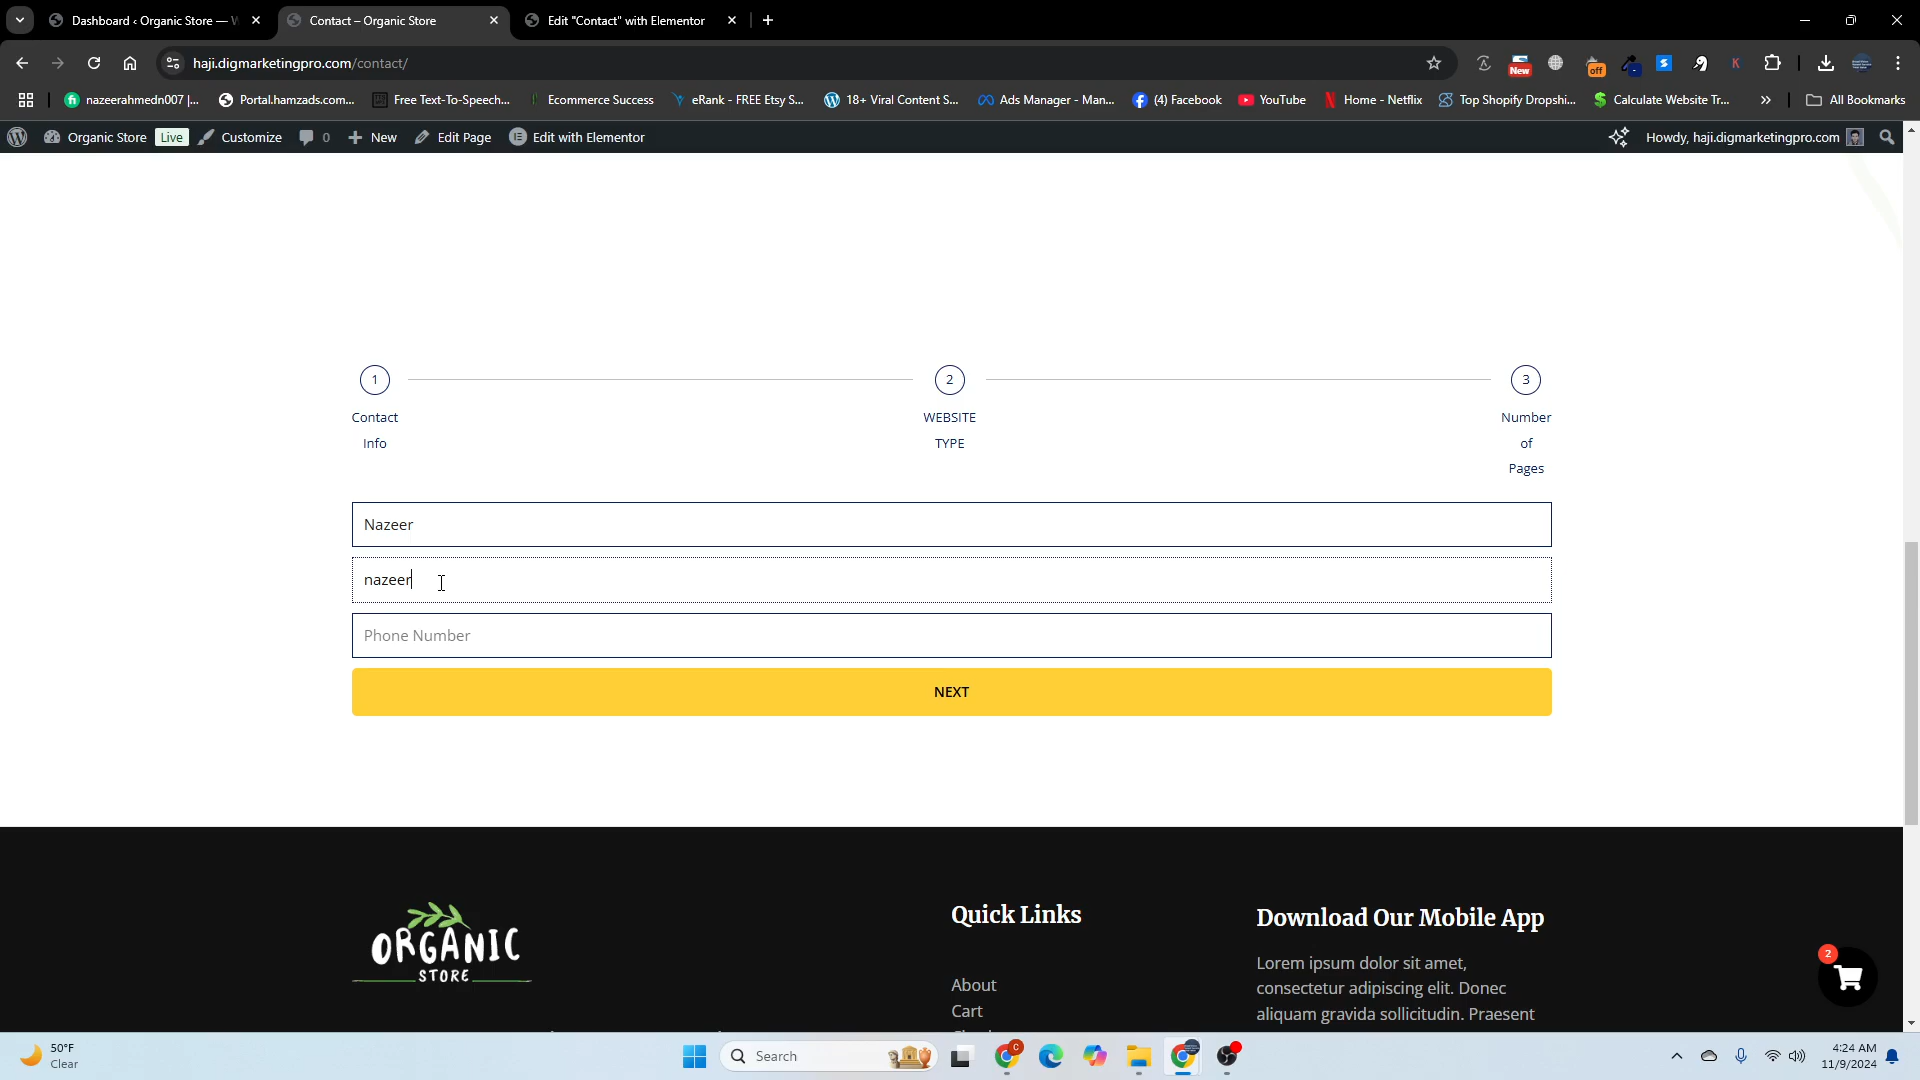 Dashboard ‹ Organic Store — W
Contact – Organic Store
Edit "Contact" with Elementor
haji.digmarketingpro.com/contact/
New
off
nazeerahmedn007 |...
Portal.hamzads.com...
Free Text-To-Speech...
Ecommerce Success
eRank - FREE Etsy S...
18+ Viral Content S...
Ads Manager - Man...
(4) Facebook
YouTube
Home - Netflix
Top Shopify Dropshi...
Calculate Website Tr...
»
All Bookmarks
Organic Store
Live
Customize
0
New
Edit Page
Edit with Elementor
Howdy, haji.digmarketingpro.com
1
2
3
Contact
Info
WEBSITE
TYPE
Number
of
Pages
Nazeer
nazeer
Phone Number
NEXT
ORGANIC
STORE
Quick Links
About
Cart
Download Our Mobile App
Lorem ipsum dolor sit amet,
consectetur adipiscing elit. Donec
aliquam gravida sollicitudin. Praesent
2
50°F
Clear
Search
4:24 AM
11/9/2024